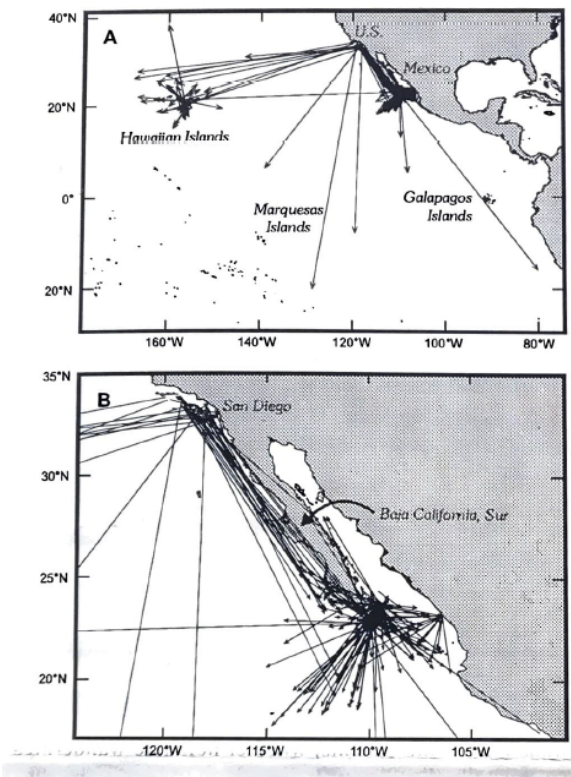 40°N
A
U.S.
Mexico
20°N
Hawaiian Islands
0°
Marquesas
Islands
Galapagos
Islands
20°N
160°W 140°W 120°W 100°W 80°W
35°N
B
San Diego
30°N
Baja California, Sur
25°N
20°N
120°W 115°W 110°W 105°W